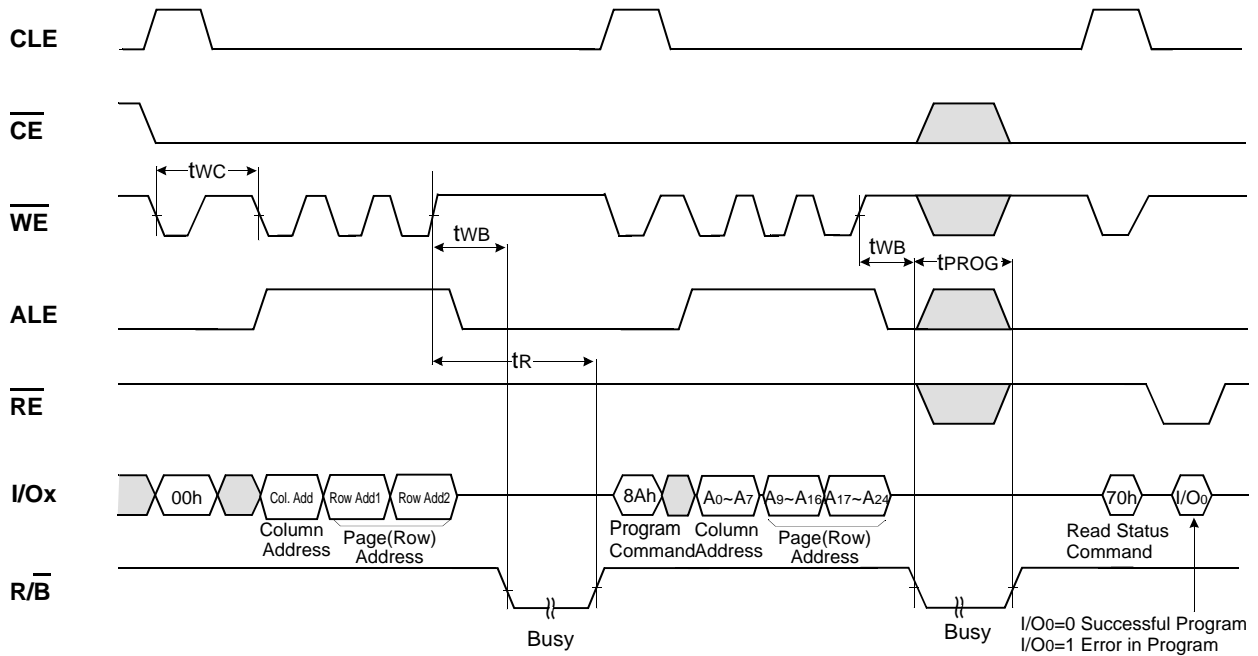 CLE
CE
tWC
WE
tWB
tWB
tPROG
ALE
tR
RE
I/Ox
00h
Col. Add
Row Add1
Row Add2
8Ah
A0~A7
A9~A16
A17~A24
70h
I/O0
Column
Address
Page(Row)
Address
Program
Command
Column
Address
Page(Row)
Address
Read Status
Command
R/B
Busy
Busy
I/O0=0 Successful Program
I/O0=1 Error in Program